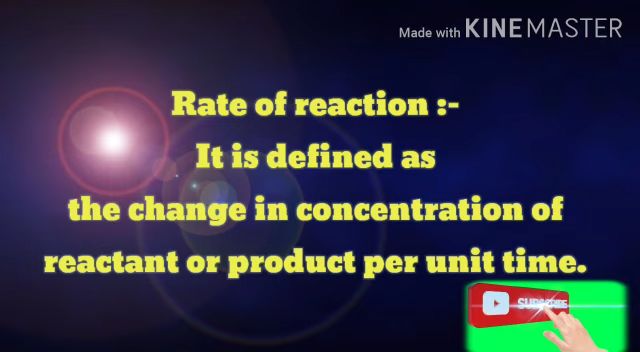 Made with KINEMASTER
Rate of reaction :-
It is defined as
the change in concentration of
reactant or product per unit time.
SUBSCRIBE